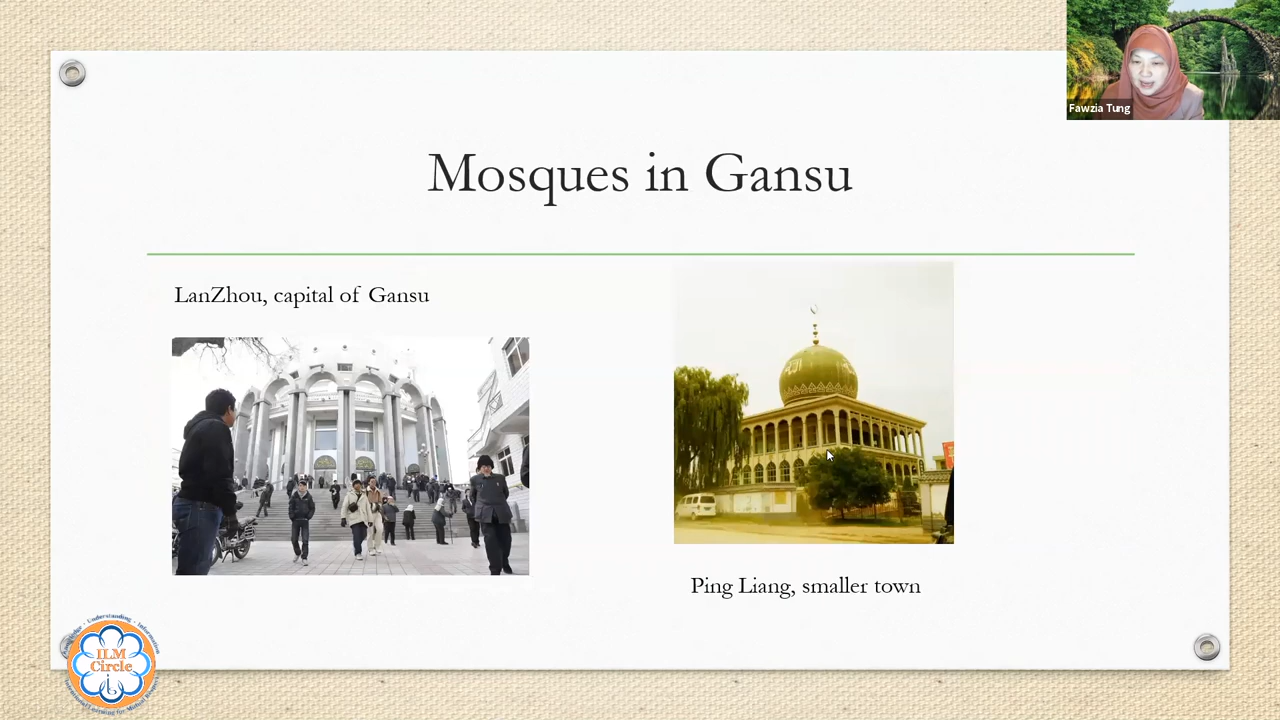 Fawzia Tung
Mosques in Gansu
LanZhou, capital of Gansu
Ping Liang, smaller town
ILM
Circle